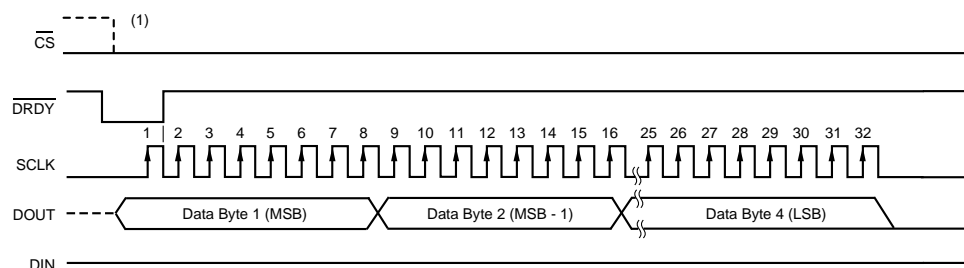 (1)
CS
DRDY
1 2 3 4 5 6 7 8 9 10 11 12 13 14 15 16 25 26 27 28 29 30 31 32
SCLK
DOUT Data Byte 1 (MSB) Data Byte 2 (MSB - 1) Data Byte 4 (LSB)
DIN